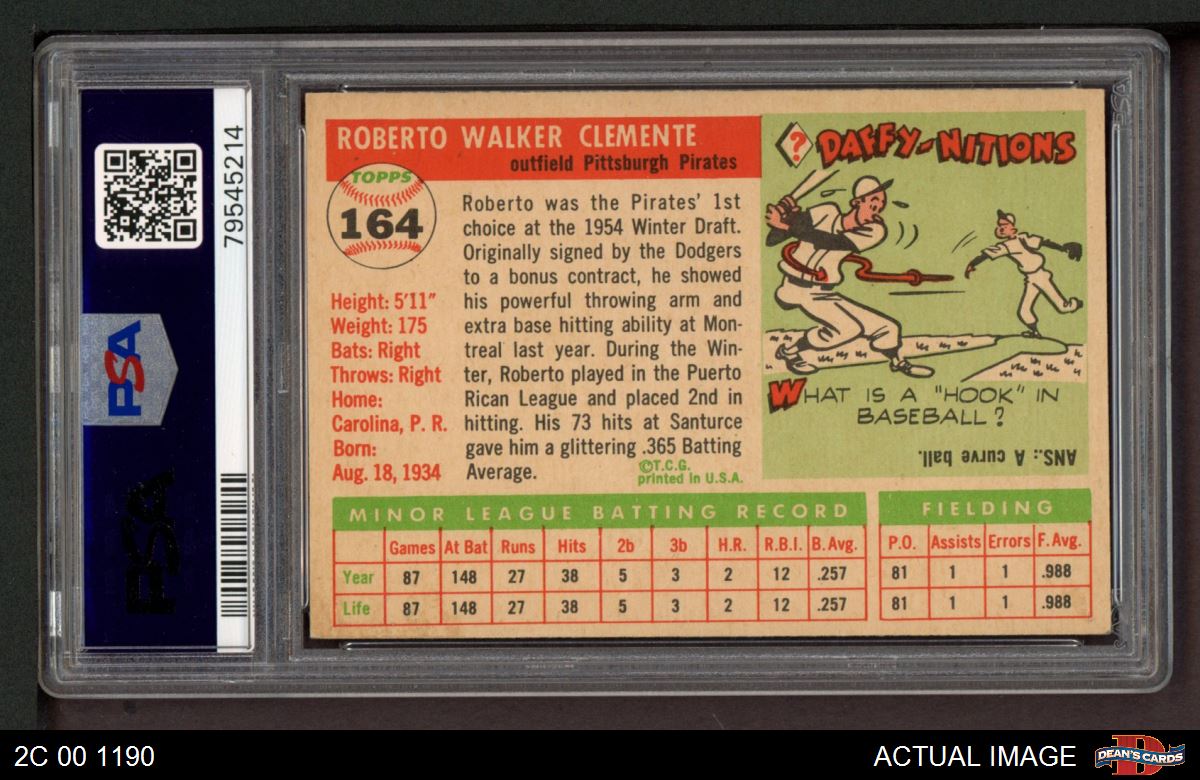 79545214
PSA
PSA
ROBERTO WALKER CLEMENTE
outfield Pittsburgh Pirates
TOPPS
164
Height: 5'11"
Weight: 175
Bats: Right
Throws: Right
Home:
Carolina, P. R.
Born:
Aug. 18, 1934
Roberto was the Pirates' 1st
choice at the 1954 Winter Draft.
Originally signed by the Dodgers
to a bonus contract, he showed
his powerful throwing arm and
extra base hitting ability at Mon-
treal last year. During the Win-
ter, Roberto played in the Puerto
Rican League and placed 2nd in
hitting. His 73 hits at Santurce
gave him a glittering .365 Batting
Average.
©T.C.G.
printed in U.S.A.
? DAFFY-NITIONS
WHAT IS A "HOOK" IN
BASEBALL?
ANS.: A curve ball.
MINOR LEAGUE BATTING RECORD
Games At Bat Runs Hits 2b 3b H.R. R.B.I. B. Avg.
Year 87 148 27 38 5 3 2 12 .257
Life 87 148 27 38 5 3 2 12 .257
FIELDING
P.O. Assists Errors F. Avg.
81 1 1 .988
81 1 1 .988
2C 00 1190
ACTUAL IMAGE
DEAN'S CARDS